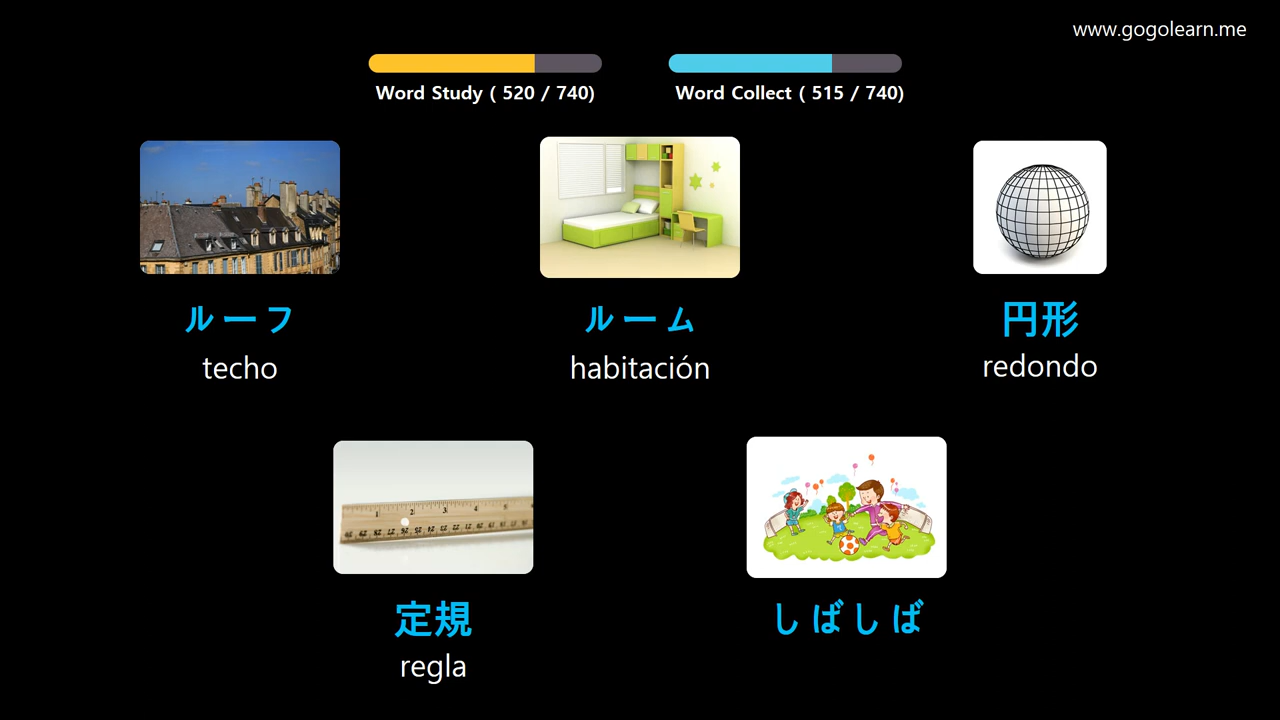 www.gogolearn.me
Word Study ( 520 / 740)
Word Collect ( 515 / 740)
ルーフ
techo
ルーム
habitación
円形
redondo
定規
regla
しばしば